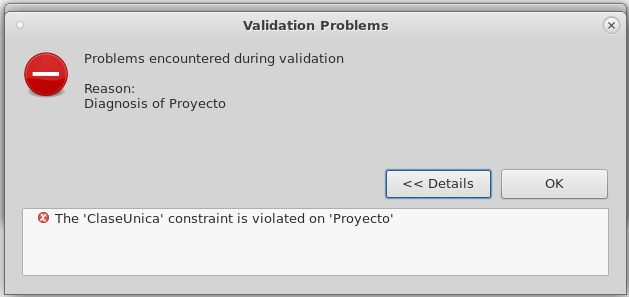 Validation Problems
Problems encountered during validation
Reason:
Diagnosis of Proyecto
<< Details
OK
The 'ClaseUnica' constraint is violated on 'Proyecto'